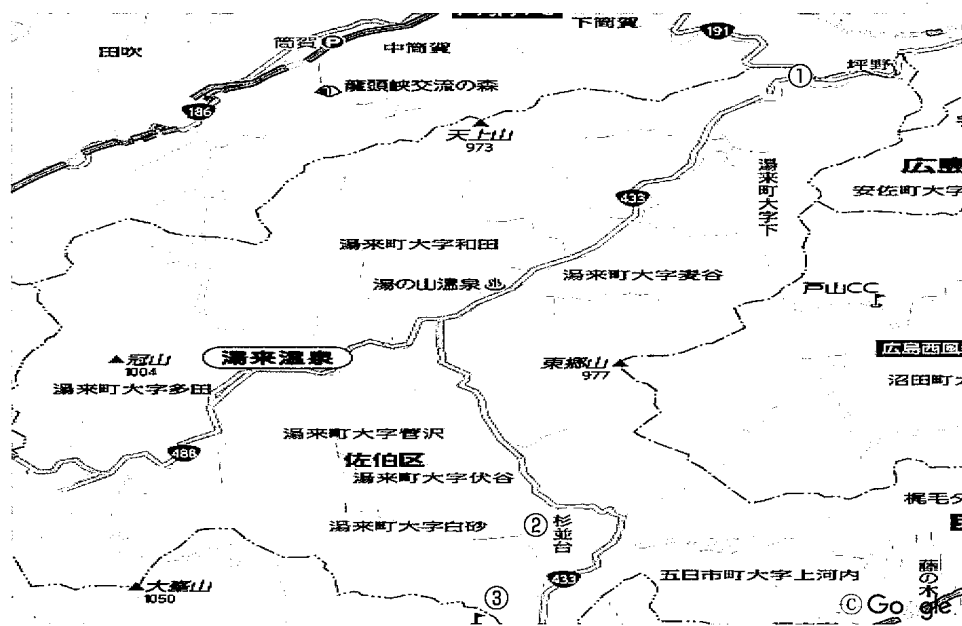 下筒賀
191
田吹
筒賀 P
中筒賀
①
坪野
龍頭峡交流の森
186
天上山
973
湯来町大字下
広島
安佐町大字
433
湯来町大字和田
湯来町大字麦谷
湯の山温泉
戸山CC
冠山
1004
湯来温泉
東郷山
977
広島西風
湯来町大字多田
沼田町大
湯来町大字菅沢
488
佐伯区
湯来町大字伏谷
梶毛ダ
②
杉並台
湯来町大字白砂
433
五日市町大字上河内
藤の木
大峯山
1050
③
© Google